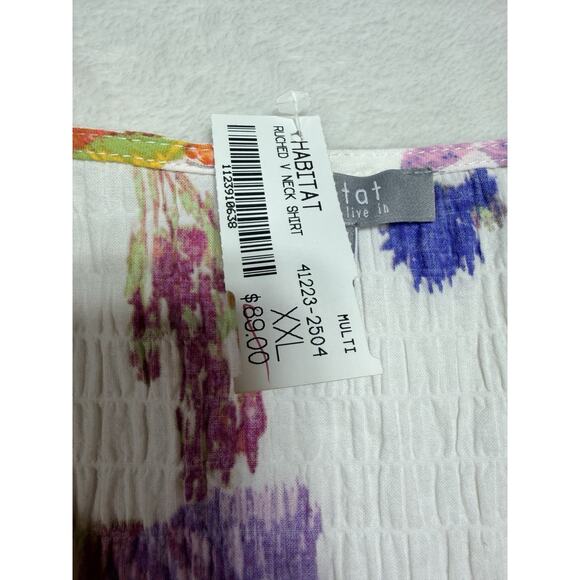 HABITAT
RUCHED V NECK SHIRT
1123910638
41223-2504
MULTI
XXL
$89.00
tat
live in